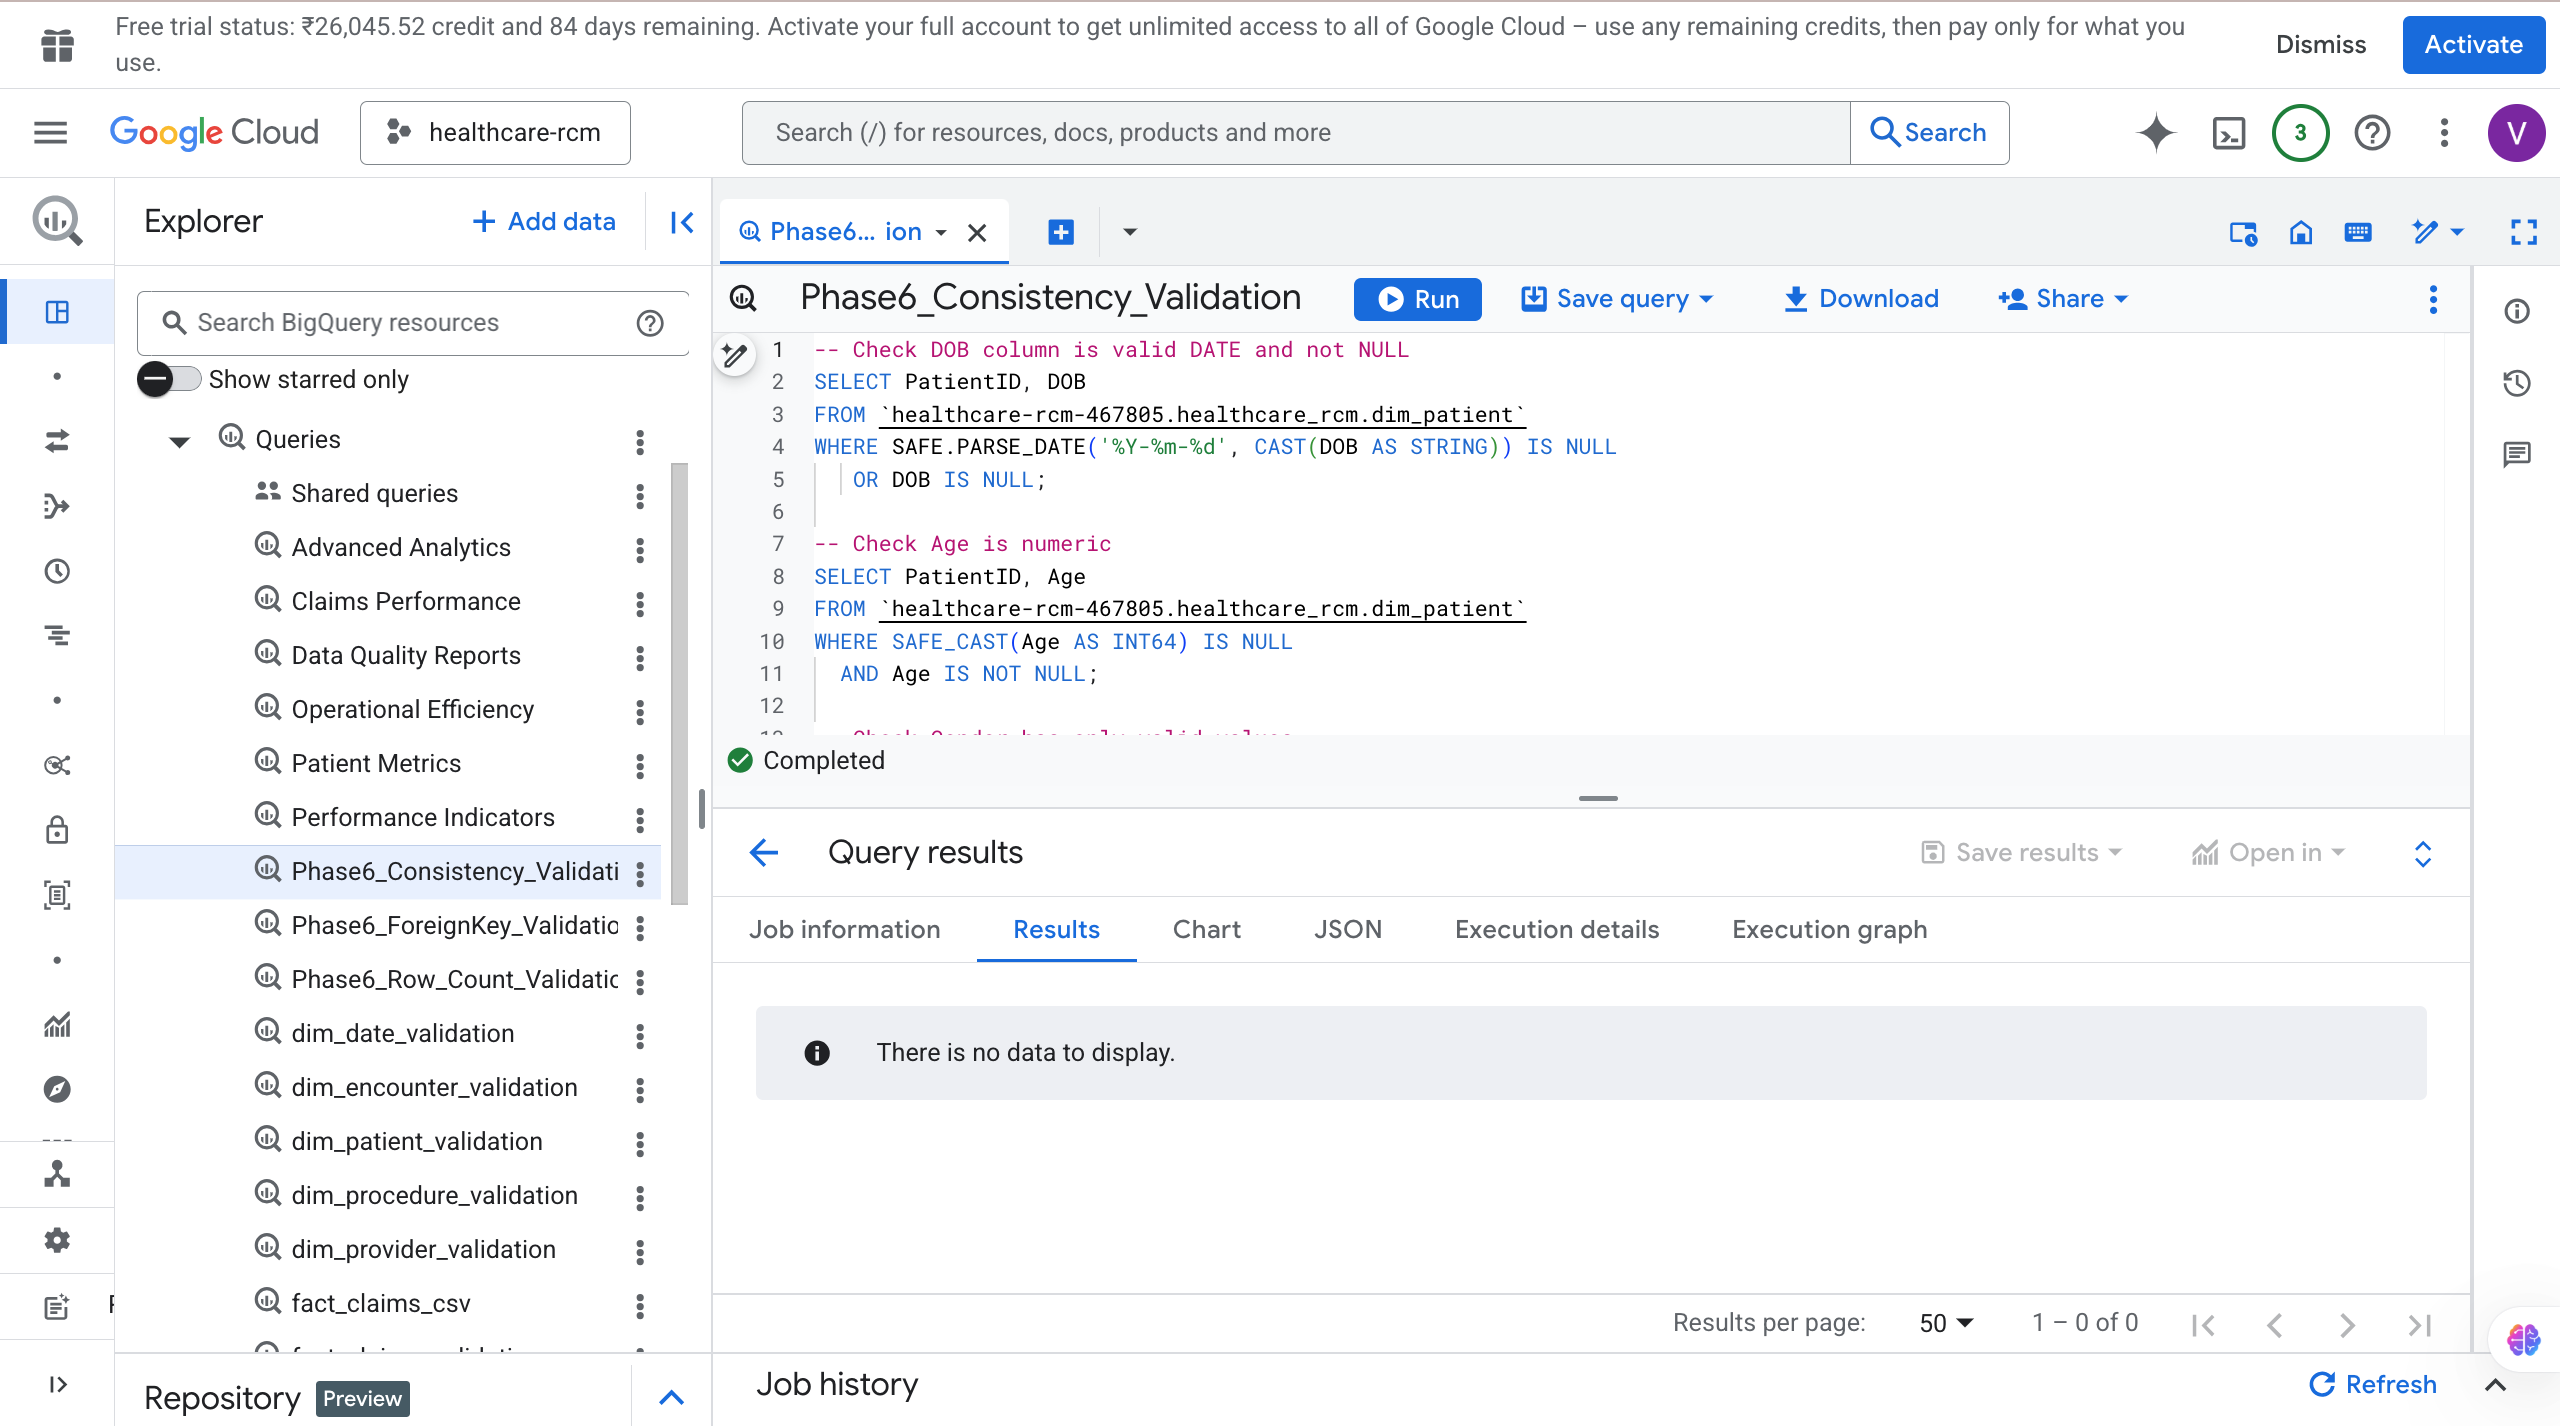 Free trial status: ₹26,045.52 credit and 84 days remaining. Activate your full account to get unlimited access to all of Google Cloud – use any remaining credits, then pay only for what you
use.
Dismiss
Activate
Google Cloud
healthcare-rcm
Search (/) for resources, docs, products and more
Search
3
V
Explorer
+ Add data
Search BigQuery resources
Show starred only
Queries
Shared queries
Advanced Analytics
Claims Performance
Data Quality Reports
Operational Efficiency
Patient Metrics
Performance Indicators
Phase6_Consistency_Validati
Phase6_ForeignKey_Validatio
Phase6_Row_Count_Validatic
dim_date_validation
dim_encounter_validation
dim_patient_validation
dim_procedure_validation
dim_provider_validation
fact_claims_csv
Repository Preview
Phase6... ion
Phase6_Consistency_Validation
Run
Save query
Download
Share
1 -- Check DOB column is valid DATE and not NULL
2 SELECT PatientID, DOB
3 FROM `healthcare-rcm-467805.healthcare_rcm.dim_patient`
4 WHERE SAFE.PARSE_DATE('%Y-%m-%d', CAST(DOB AS STRING)) IS NULL
5 OR DOB IS NULL;
6
7 -- Check Age is numeric
8 SELECT PatientID, Age
9 FROM `healthcare-rcm-467805.healthcare_rcm.dim_patient`
10 WHERE SAFE_CAST(Age AS INT64) IS NULL
11 AND Age IS NOT NULL;
12
Completed
Query results
Save results
Open in
Job information
Results
Chart
JSON
Execution details
Execution graph
There is no data to display.
Results per page:
50
1 – 0 of 0
Job history
Refresh